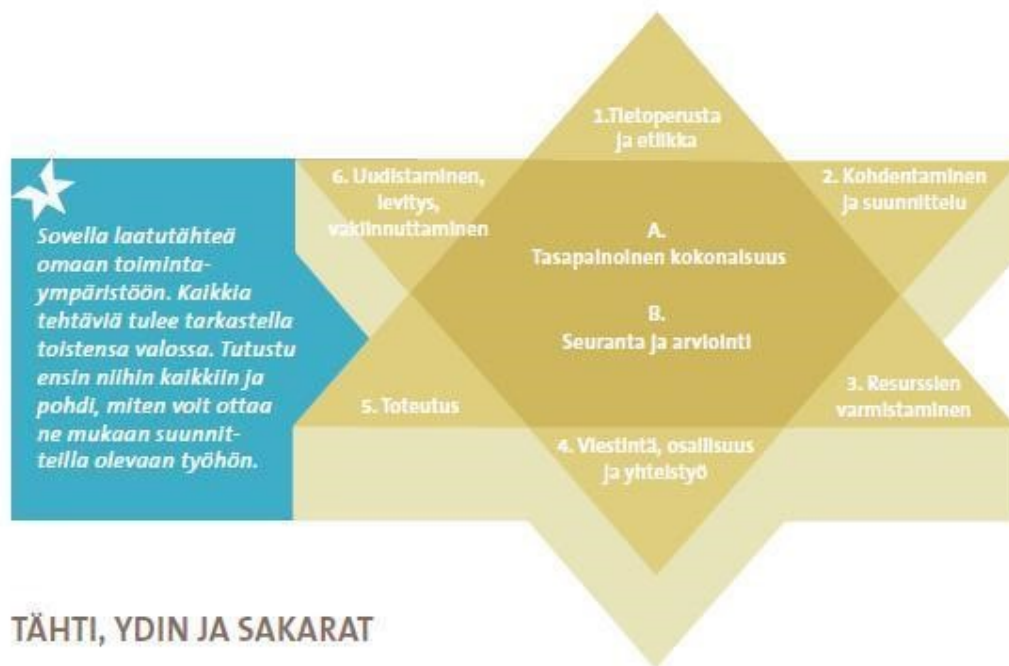 1.Tietoperusta
ja etiikka
6. Uudistaminen,
levitys,
vakiinnuttaminen
2. Kohdentaminen
ja suunnittelu
A.
Tasapainoinen kokonaisuus
B.
Seuranta ja arviointi
Sovella laatutähteä
omaan toiminta-
ympäristöön. Kaikkia
tehtäviä tulee tarkastella
toistensa valossa. Tutustu
ensin niihin kaikkiin ja
pohdi, miten voit ottaa
ne mukaan suunnit-
teilla olevaan työhön.
5. Toteutus
3. Resurssien
varmistaminen
4. Viestintä, osallisuus
ja yhteistyö
TÄHTI, YDIN JA SAKARAT